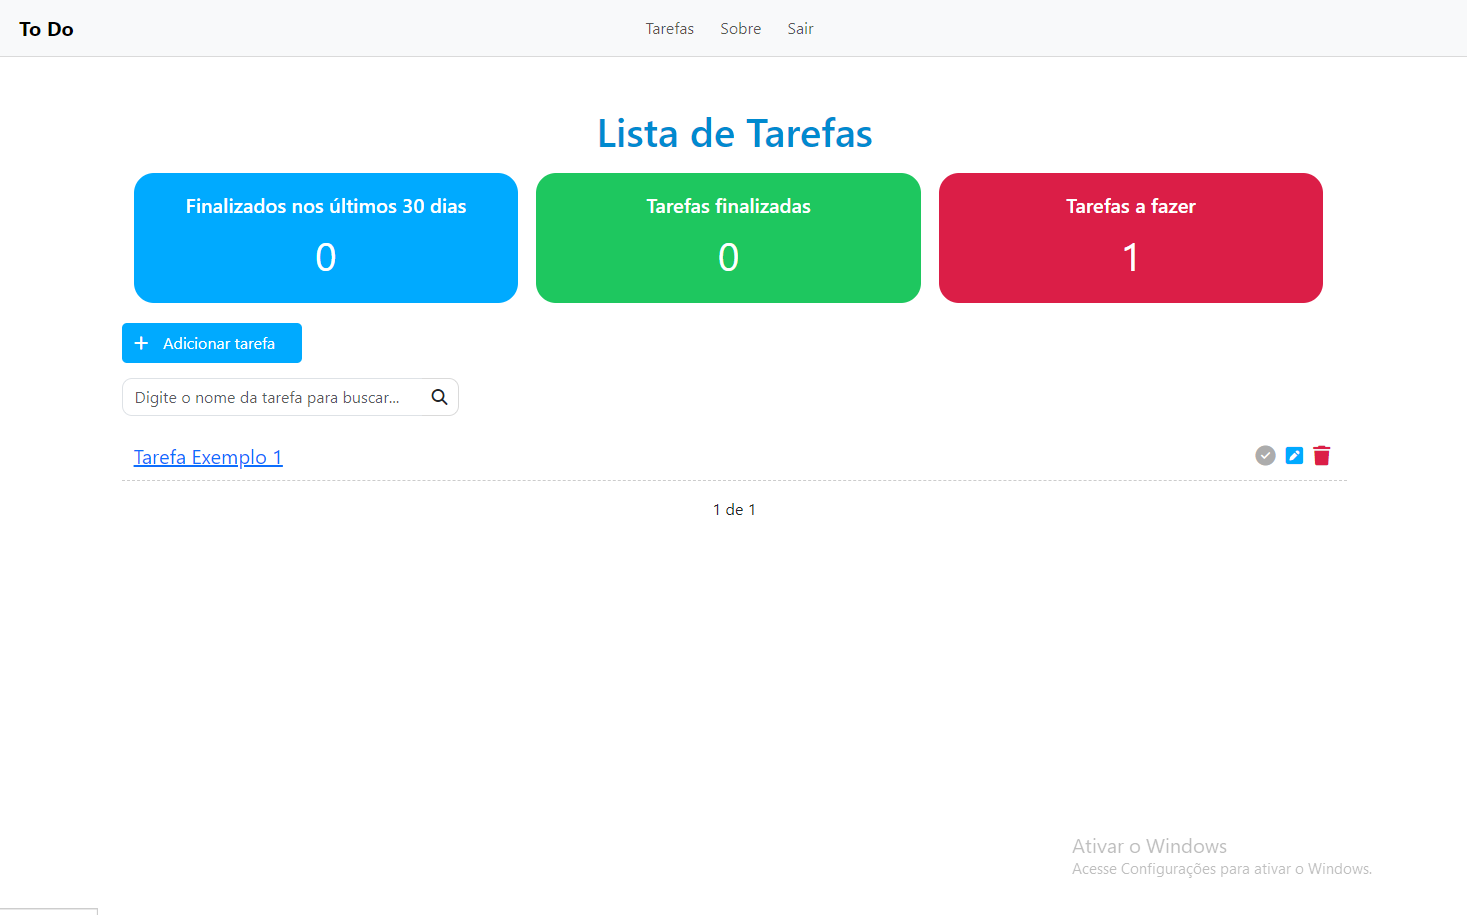 To Do
Tarefas Sobre Sair
Lista de Tarefas
Finalizados nos últimos 30 dias
0
Tarefas finalizadas
0
Tarefas a fazer
1
Adicionar tarefa
Digite o nome da tarefa para buscar...
Tarefa Exemplo 1
1 de 1
Ativar o Windows
Acesse Configurações para ativar o Windows.